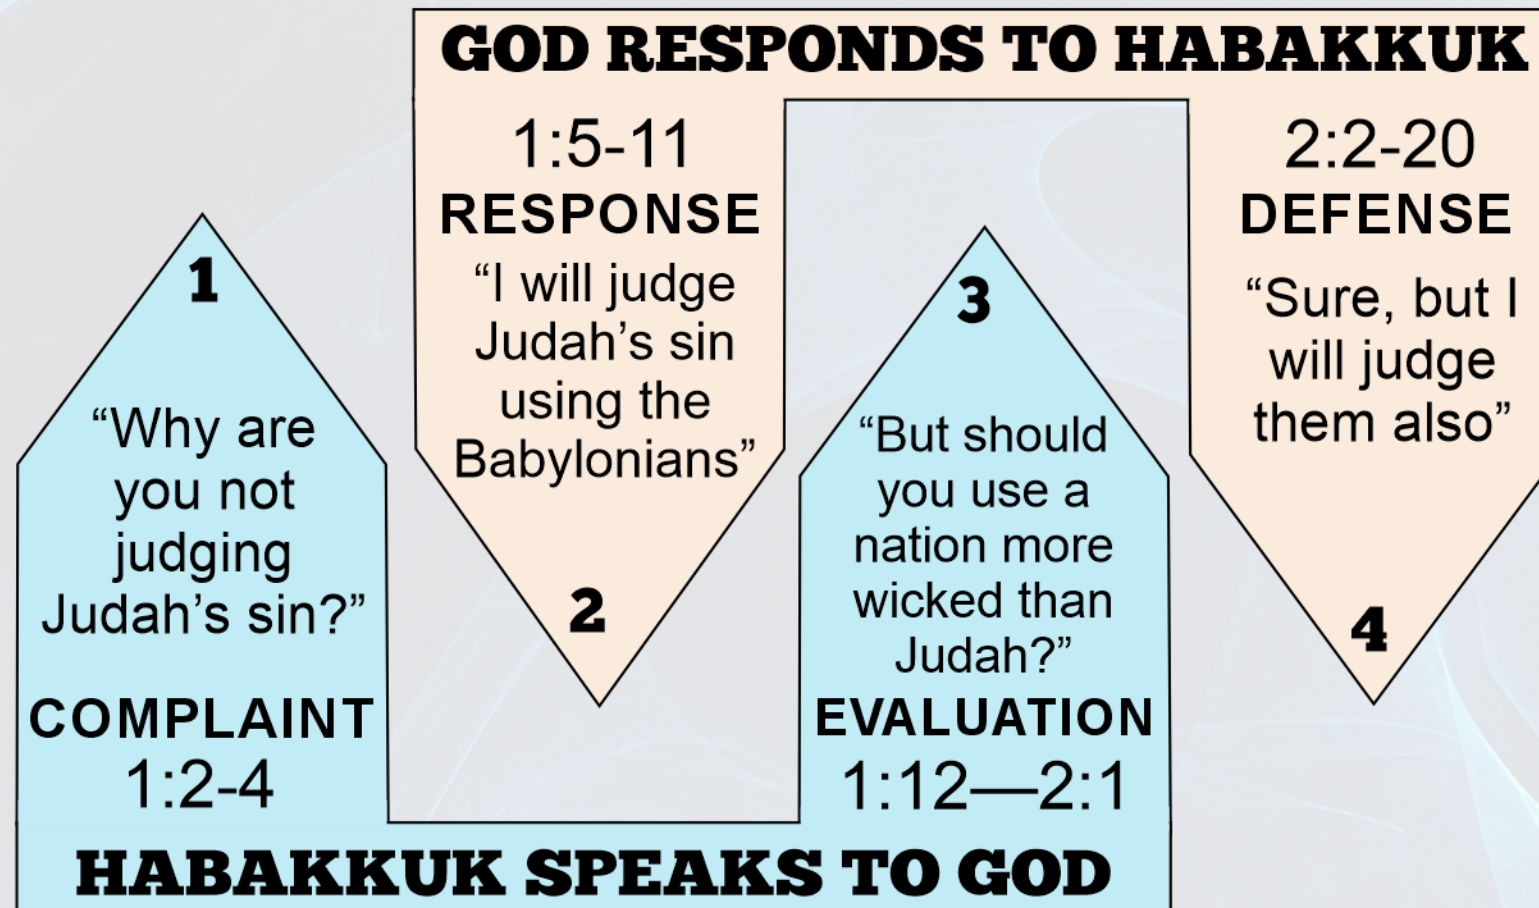 GOD RESPONDS TO HABAKKUK
1
“Why are
you not
judging
Judah’s sin?”
COMPLAINT
1:2-4
1:5-11
RESPONSE
“I will judge
Judah’s sin
using the
Babylonians”
2
3
“But should
you use a
nation more
wicked than
Judah?”
EVALUATION
1:12—2:1
2:2-20
DEFENSE
“Sure, but I
will judge
them also”
4
HABAKKUK SPEAKS TO GOD